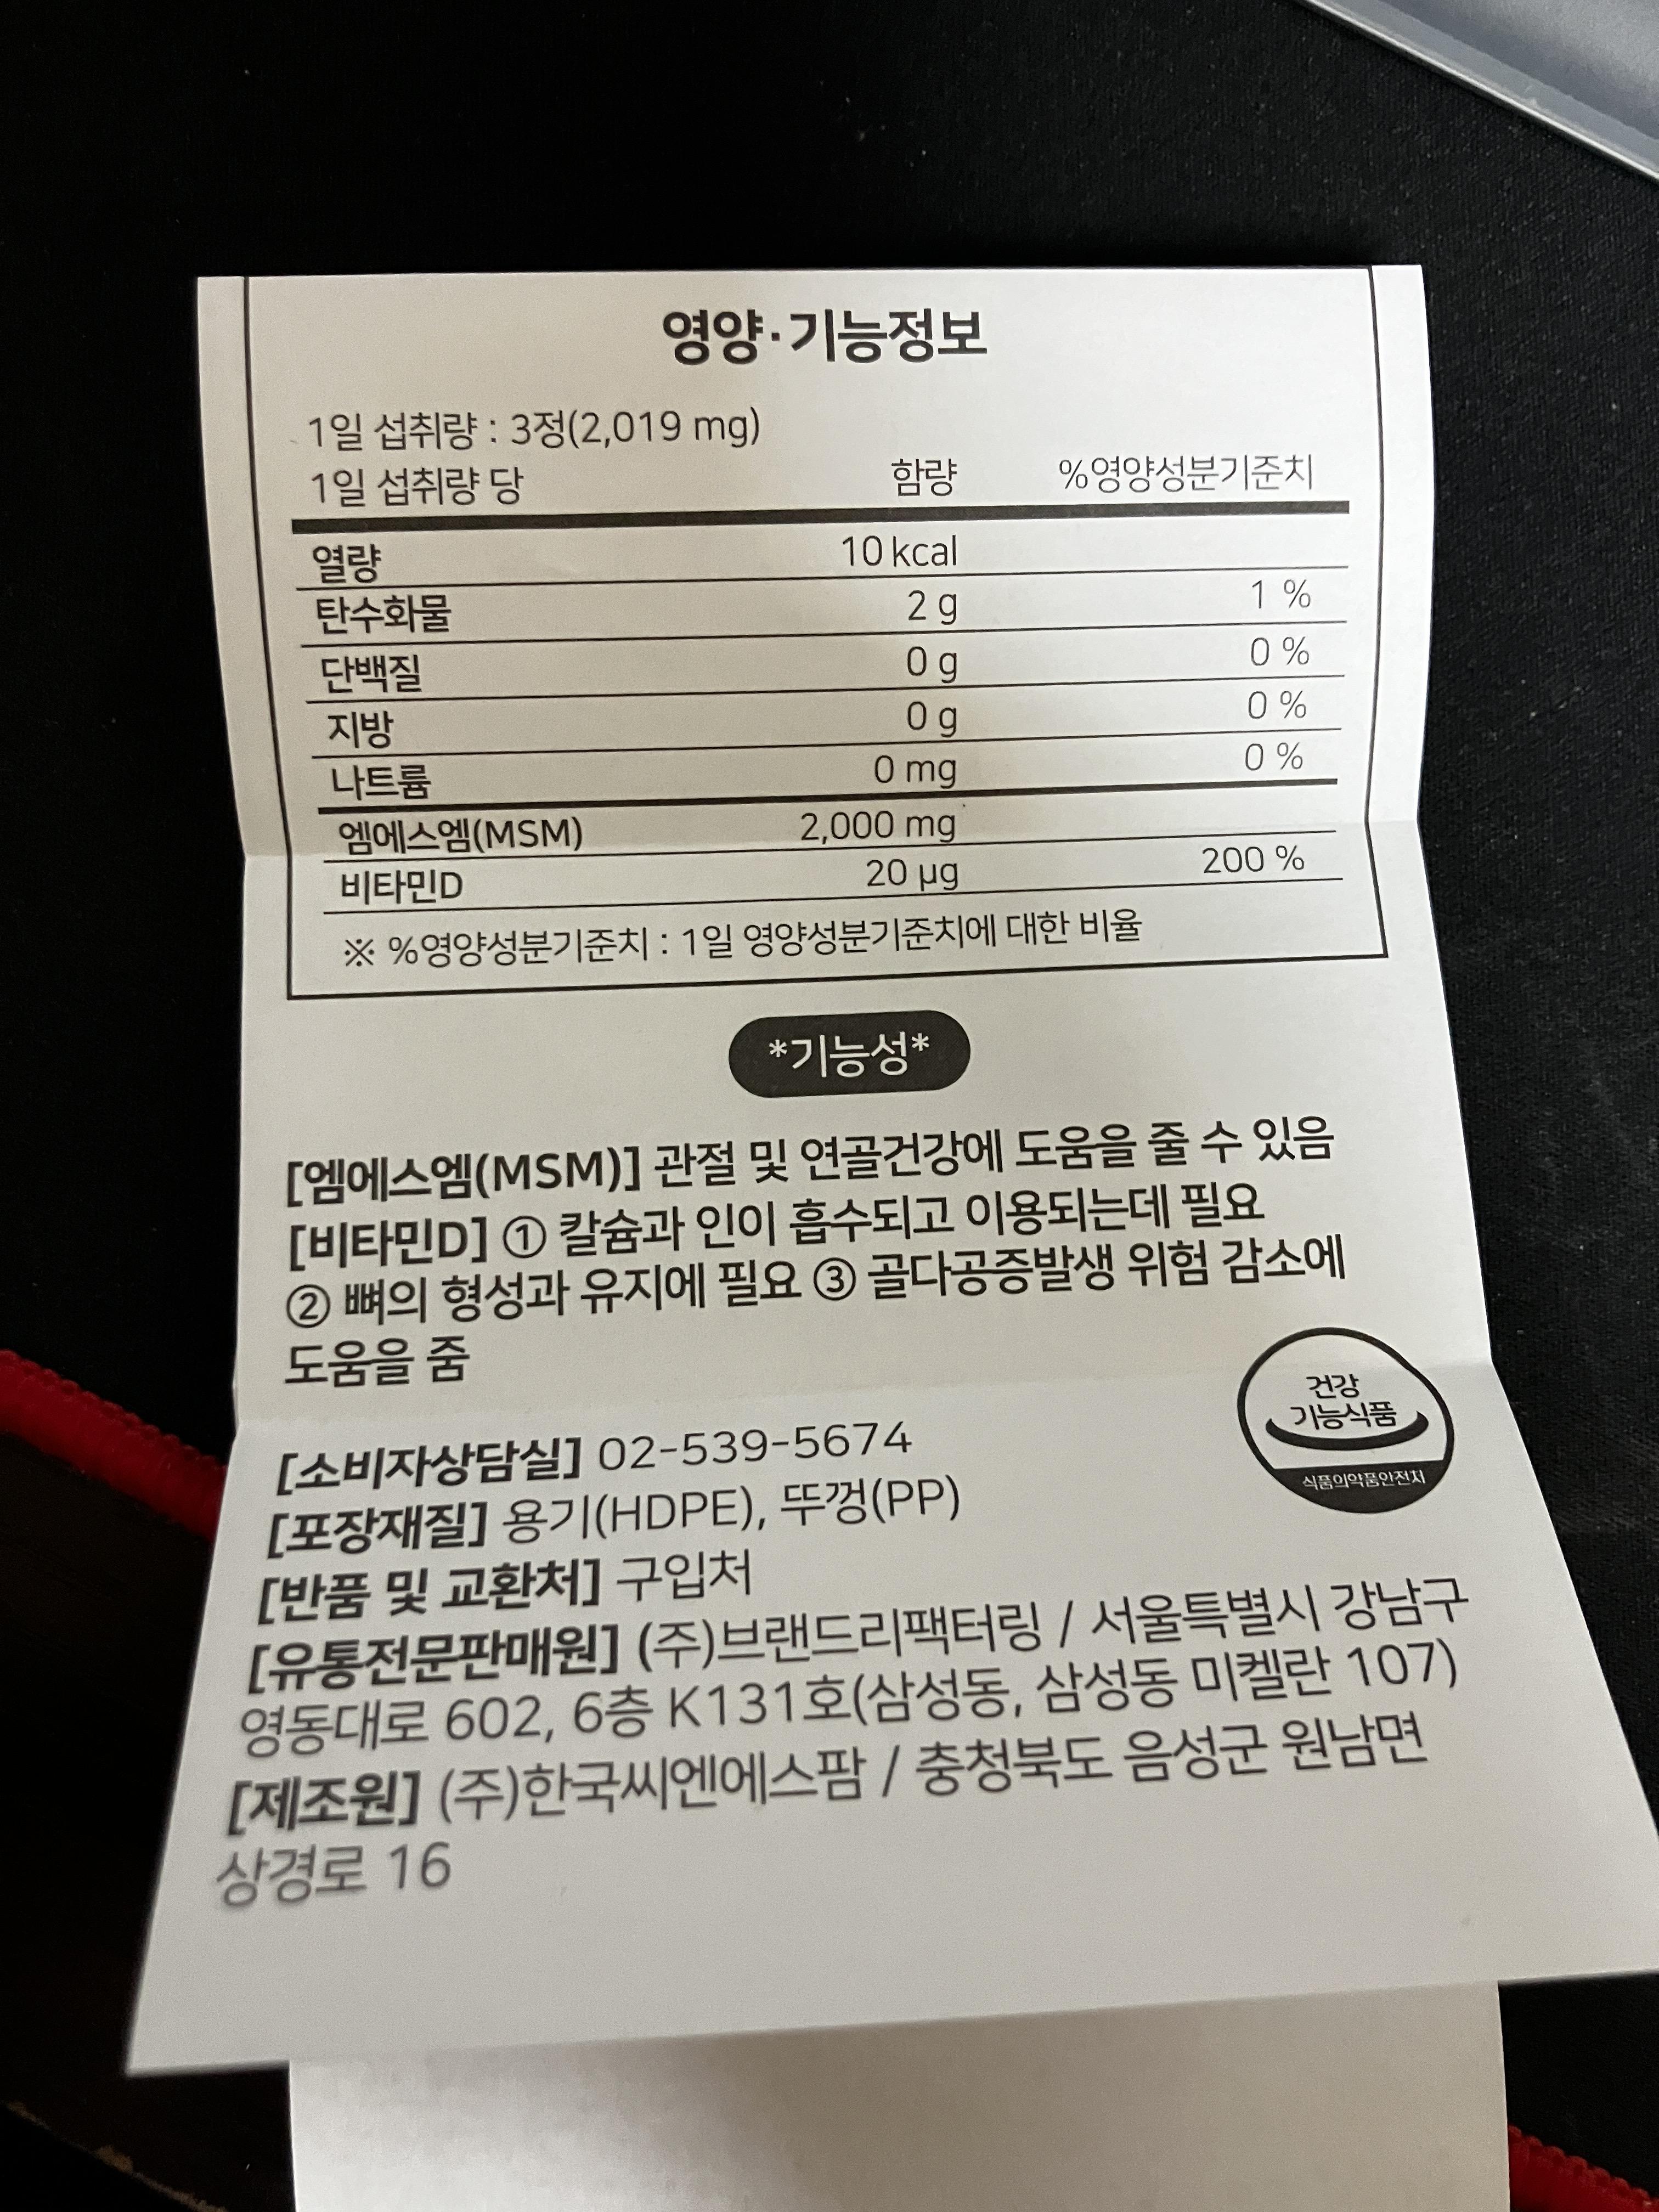 영양·기능정보
1일 섭취량 : 3정(2,019 mg)
1일 섭취량 당 함량 %영양성분기준치
열량 10 kcal
탄수화물 2 g 1 %
단백질 0 g 0 %
지방 0 g 0 %
나트륨 0 mg 0 %
엠에스엠(MSM) 2,000 mg
비타민D 20 µg 200 %
※ %영양성분기준치 : 1일 영양성분기준치에 대한 비율
*기능성*
[엠에스엠(MSM)] 관절 및 연골건강에 도움을 줄 수 있음
[비타민D] ① 칼슘과 인이 흡수되고 이용되는데 필요
② 뼈의 형성과 유지에 필요 ③ 골다공증발생 위험 감소에
도움을 줌
건강
기능식품
식품의약품안전처
[소비자상담실] 02-539-5674
[포장재질] 용기(HDPE), 뚜껑(PP)
[반품 및 교환처] 구입처
[유통전문판매원] (주)브랜드리팩터링 / 서울특별시 강남구
영동대로 602, 6층 K131호(삼성동, 삼성동 미켈란 107)
[제조원] (주)한국씨엔에스팜 / 충청북도 음성군 원남면
상경로 16